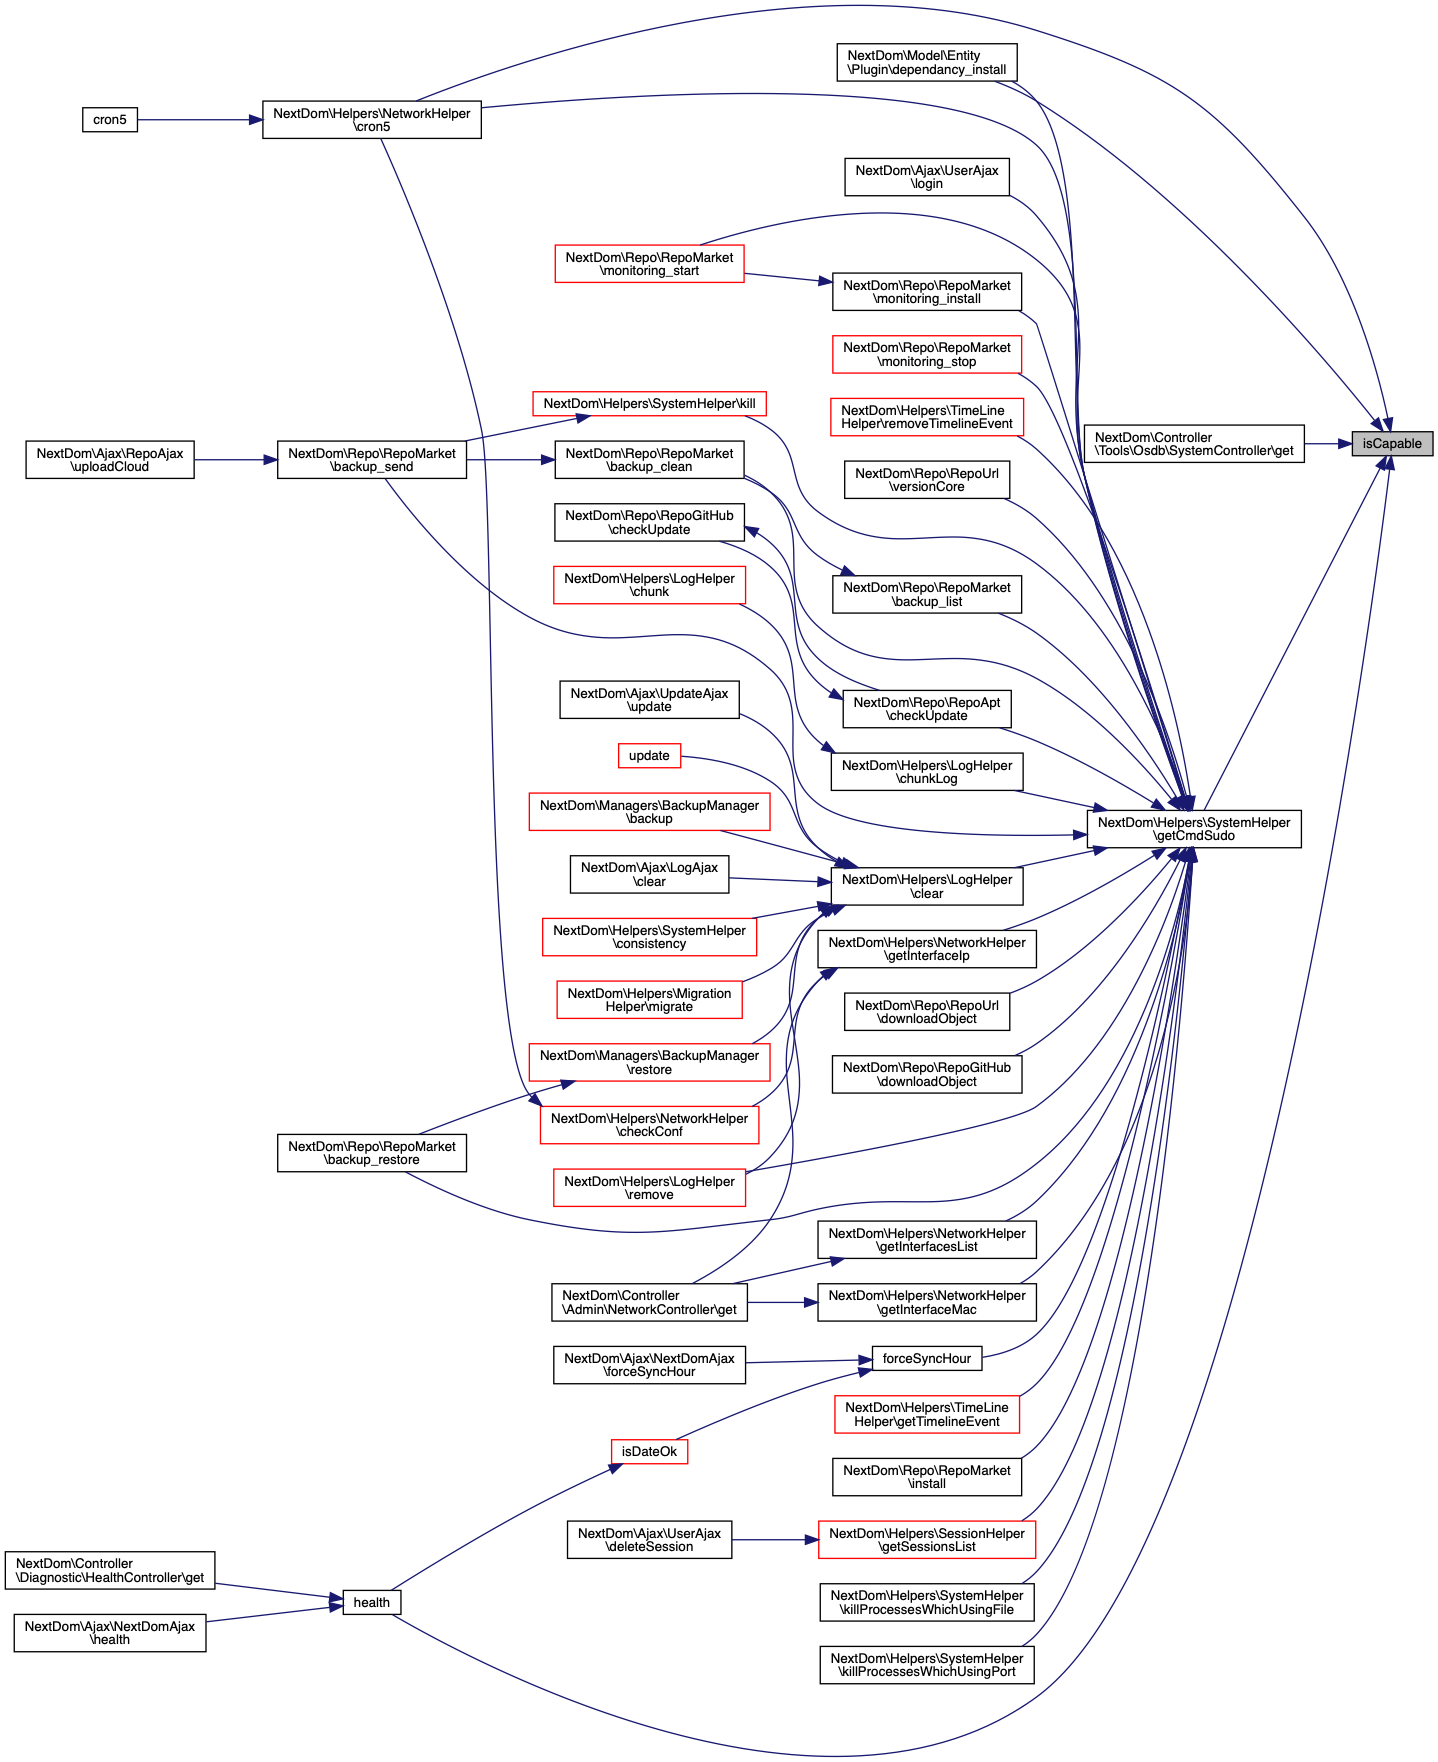 NextDom\Model\Entity
\Plugin\dependancy_install
cron5
NextDom\Helpers\NetworkHelper
\cron5
NextDom\Ajax\UserAjax
\login
NextDom\Repo\RepoMarket
\monitoring_start
NextDom\Repo\RepoMarket
\monitoring_install
NextDom\Repo\RepoMarket
\monitoring_stop
NextDom\Helpers\SystemHelper\kill
NextDom\Helpers\TimeLine
Helper\removeTimelineEvent
NextDom\Controller
\Tools\Osdb\SystemController\get
isCapable
NextDom\Ajax\RepoAjax
\uploadCloud
NextDom\Repo\RepoMarket
\backup_send
NextDom\Repo\RepoMarket
\backup_clean
NextDom\Repo\RepoUrl
\versionCore
NextDom\Repo\RepoGitHub
\checkUpdate
NextDom\Helpers\LogHelper
\chunk
NextDom\Repo\RepoMarket
\backup_list
NextDom\Ajax\UpdateAjax
\update
NextDom\Repo\RepoApt
\checkUpdate
update
NextDom\Helpers\LogHelper
\chunkLog
NextDom\Managers\BackupManager
\backup
NextDom\Helpers\SystemHelper
\getCmdSudo
NextDom\Ajax\LogAjax
\clear
NextDom\Helpers\LogHelper
\clear
NextDom\Helpers\SystemHelper
\consistency
NextDom\Helpers\NetworkHelper
\getInterfaceIp
NextDom\Helpers\Migration
Helper\migrate
NextDom\Repo\RepoUrl
\downloadObject
NextDom\Managers\BackupManager
\restore
NextDom\Repo\RepoGitHub
\downloadObject
NextDom\Helpers\NetworkHelper
\checkConf
NextDom\Repo\RepoMarket
\backup_restore
NextDom\Helpers\LogHelper
\remove
NextDom\Helpers\NetworkHelper
\getInterfacesList
NextDom\Controller
\Admin\NetworkController\get
NextDom\Helpers\NetworkHelper
\getInterfaceMac
NextDom\Ajax\NextDomAjax
\forceSyncHour
forceSyncHour
NextDom\Helpers\TimeLine
Helper\getTimelineEvent
isDateOk
NextDom\Repo\RepoMarket
\install
NextDom\Ajax\UserAjax
\deleteSession
NextDom\Helpers\SessionHelper
\getSessionsList
NextDom\Controller
\Diagnostic\HealthController\get
health
NextDom\Helpers\SystemHelper
\killProcessesWhichUsingFile
NextDom\Ajax\NextDomAjax
\health
NextDom\Helpers\SystemHelper
\killProcessesWhichUsingPort